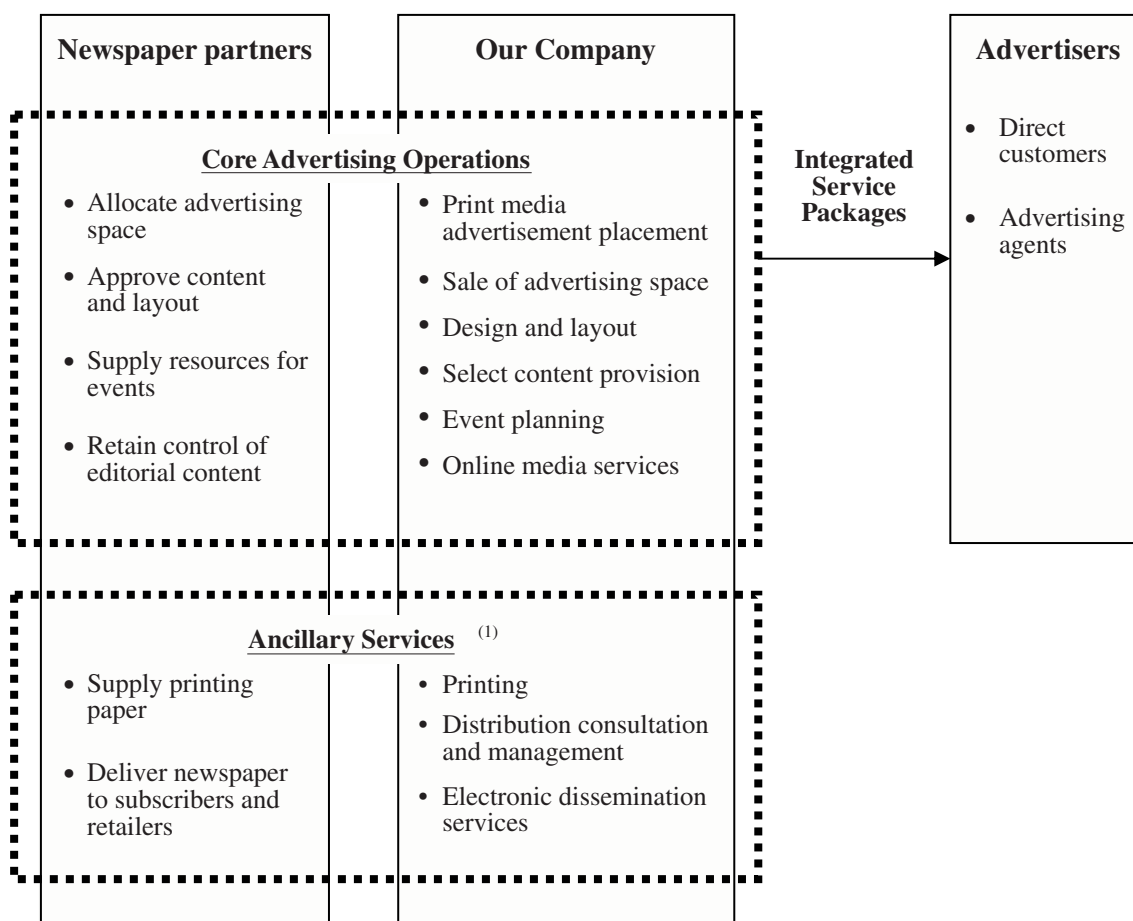 Newspaper partners
Our Company
Advertisers
Core Advertising Operations
• Allocate advertising
space
• Approve content
and layout
• Supply resources for
events
• Retain control of
editorial content
• Print media
advertisement placement
• Sale of advertising space
• Design and layout
• Select content provision
• Event planning
• Online media services
Integrated
Service
Packages
• Direct
customers
• Advertising
agents
Ancillary Services (1)
• Supply printing
paper
• Deliver newspaper
to subscribers and
retailers
• Printing
• Distribution consultation
and management
• Electronic dissemination
services